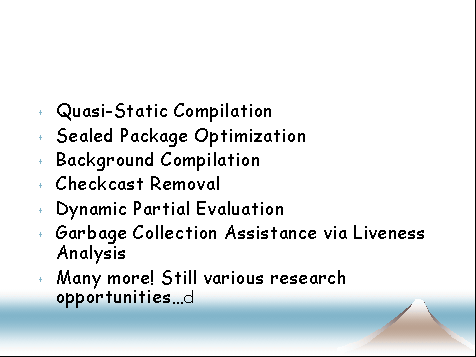 Quasi-Static Compilation
Sealed Package Optimization
Background Compilation
Checkcast Removal
Dynamic Partial Evaluation
Garbage Collection Assistance via Liveness
Analysis
Many more! Still various research
opportunities...d